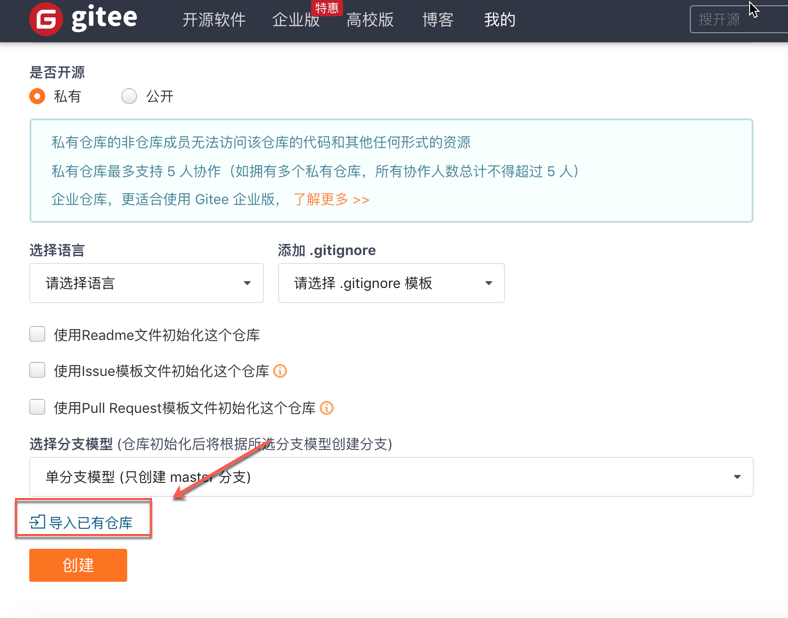 G gitee 开源软件 企业版 特惠 高校版 博客 我的 搜开源
是否开源
私有 公开
私有仓库的非仓库成员无法访问该仓库的代码和其他任何形式的资源
私有仓库最多支持 5 人协作（如拥有多个私有仓库，所有协作人数总计不得超过 5 人）
企业仓库，更适合使用 Gitee 企业版， 了解更多 >>
选择语言 添加 .gitignore
请选择语言 请选择 .gitignore 模板
使用Readme文件初始化这个仓库
使用Issue模板文件初始化这个仓库
使用Pull Request模板文件初始化这个仓库
选择分支模型 (仓库初始化后将根据所选分支模型创建分支)
单分支模型 (只创建 master 分支)
导入已有仓库
创建